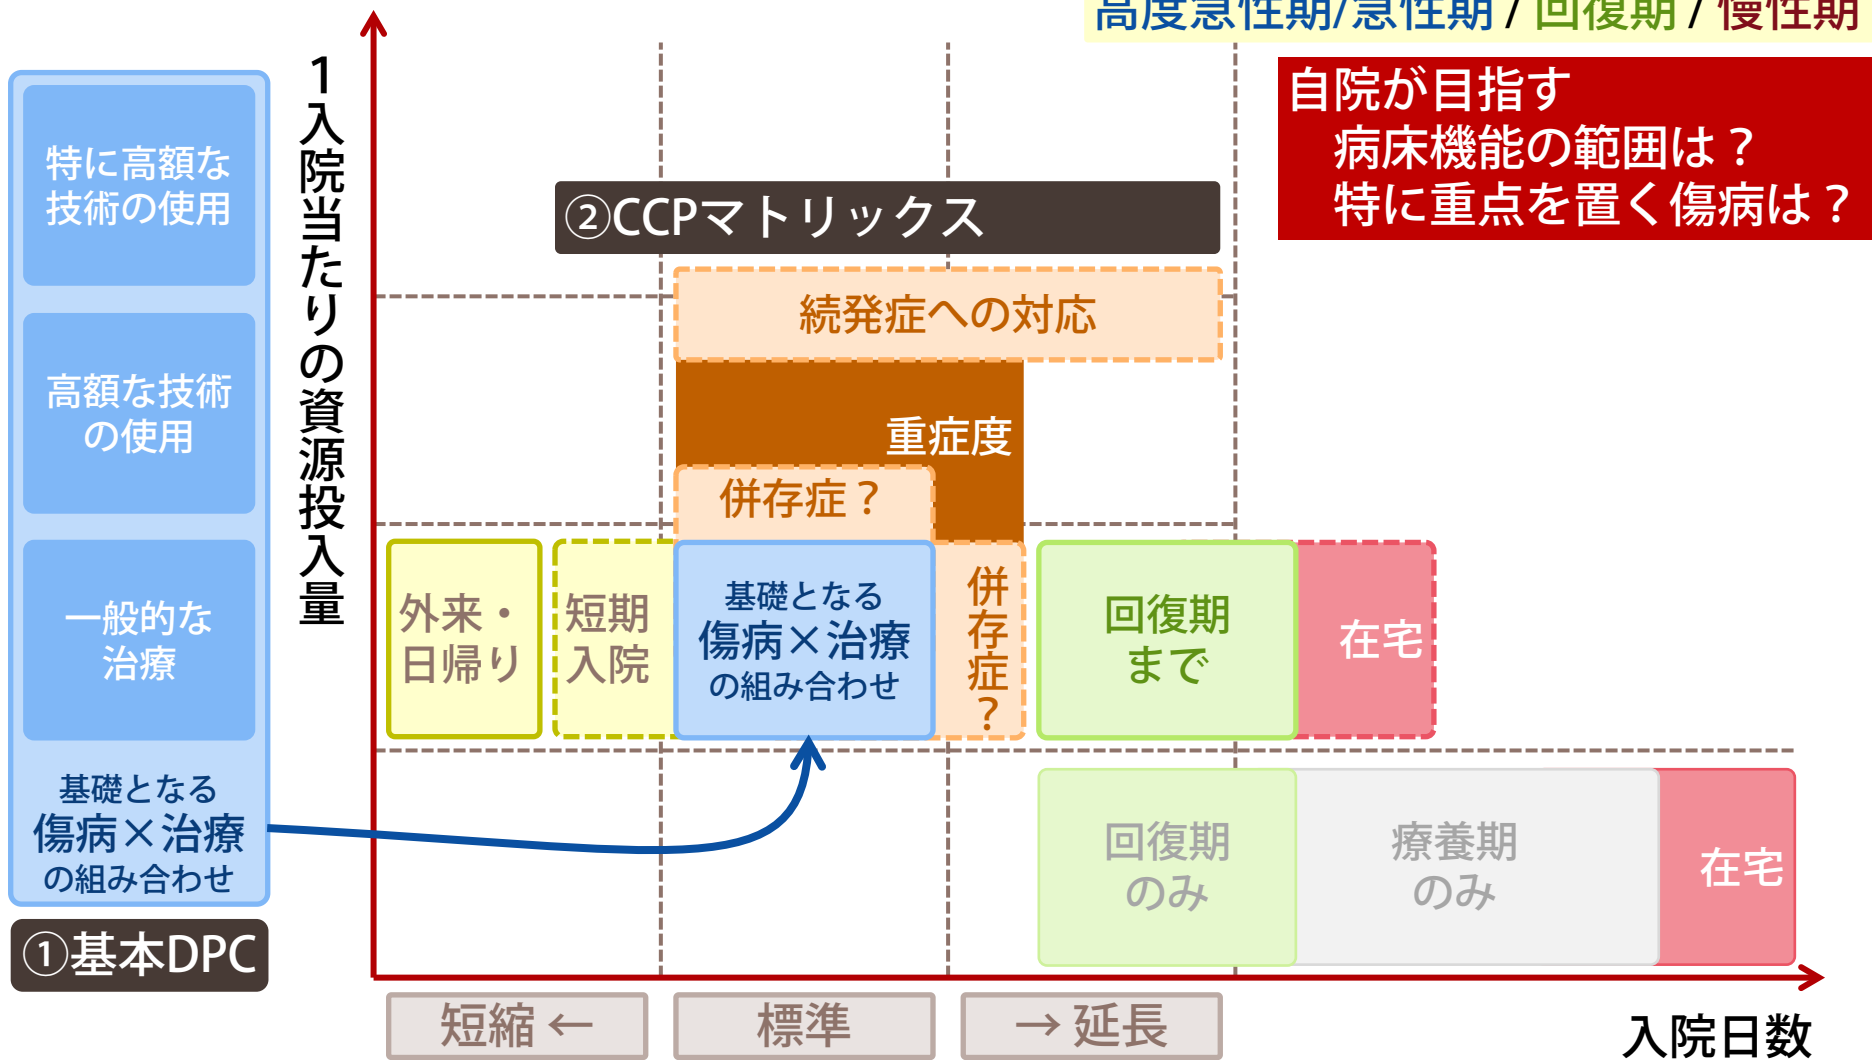 高度急性期/急性期 / 回復期 / 慢性期
自院が目指す
病床機能の範囲は？
特に重点を置く傷病は？
1入院当たりの資源投入量
特に高額な
技術の使用
高額な技術
の使用
一般的な
治療
基礎となる
傷病×治療
の組み合わせ
①基本DPC
②CCPマトリックス
続発症への対応
重症度
併存症？
外来・
日帰り
短期
入院
基礎となる
傷病×治療
の組み合わせ
併存症？
回復期
まで
在宅
回復期
のみ
療養期
のみ
在宅
短縮 ←
標準
→ 延長
入院日数